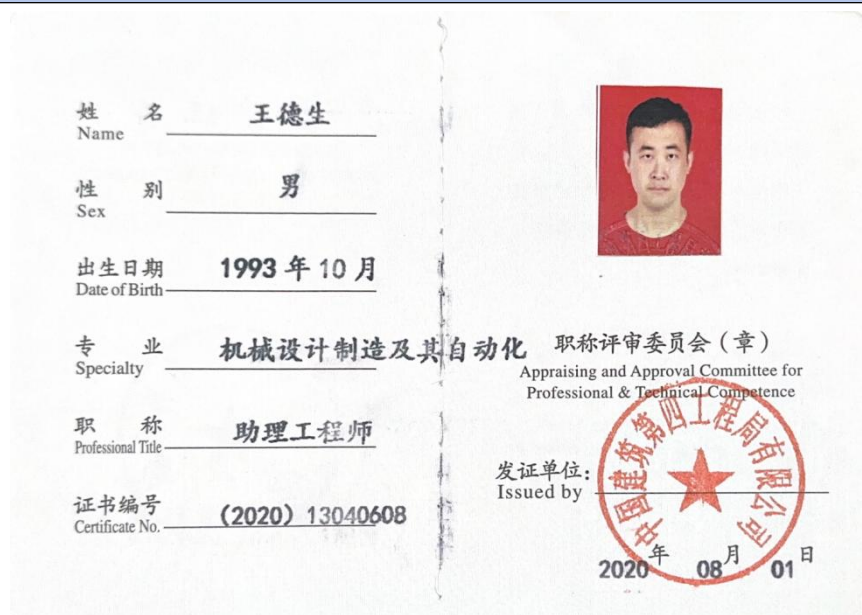 姓 名 王德生
Name
性 别 男
Sex
出生日期 1993 年 10 月
Date of Birth
专 业 机械设计制造及其自动化
Specialty
职 称 助理工程师
Professional Title
证书编号 (2020) 13040608
Certificate No.
职称评审委员会（章）
Appraising and Approval Committee for
Professional & Technical Competence
中国建筑第四工程局有限公司
发证单位:
Issued by
2020 年 08 月 01 日